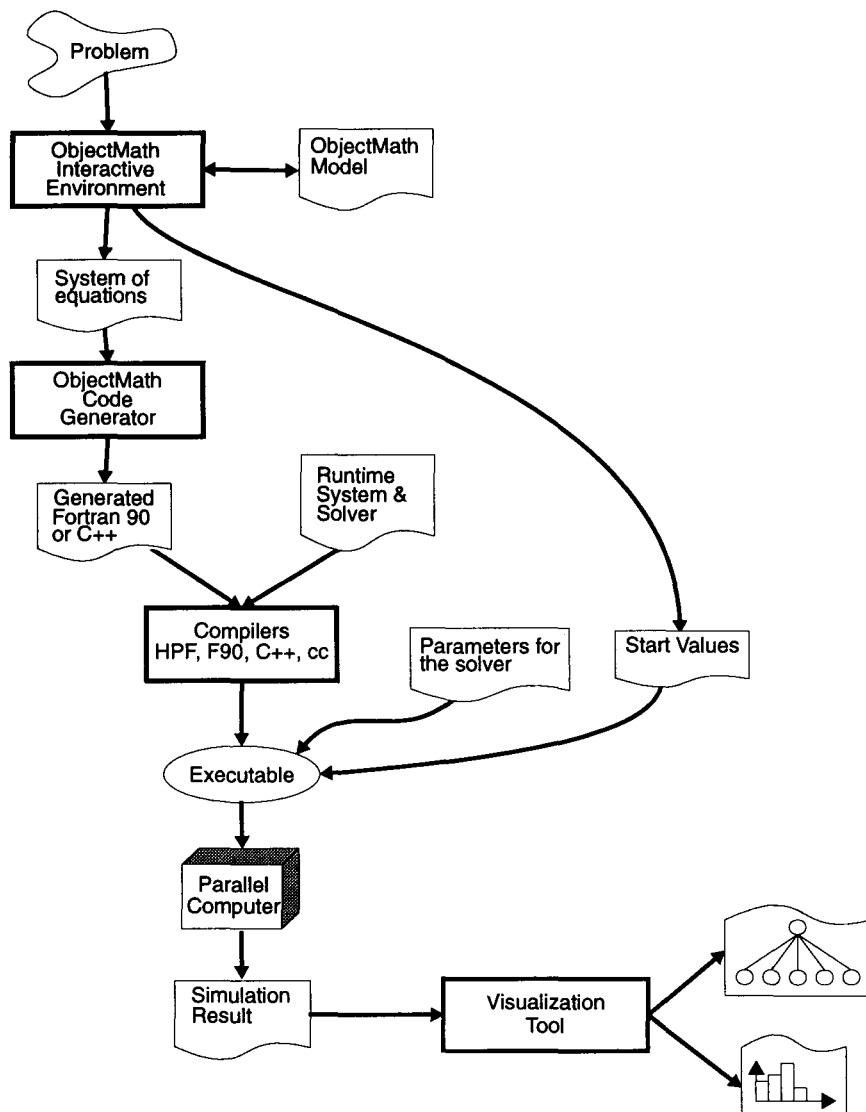 Problem
ObjectMath
Interactive
Environment
ObjectMath
Model
System of
equations
ObjectMath
Code
Generator
Generated
Fortran 90
or C++
Runtime
System &
Solver
Compilers
HPF, F90, C++, cc
Parameters for
the solver
Start Values
Executable
Parallel
Computer
Simulation
Result
Visualization
Tool